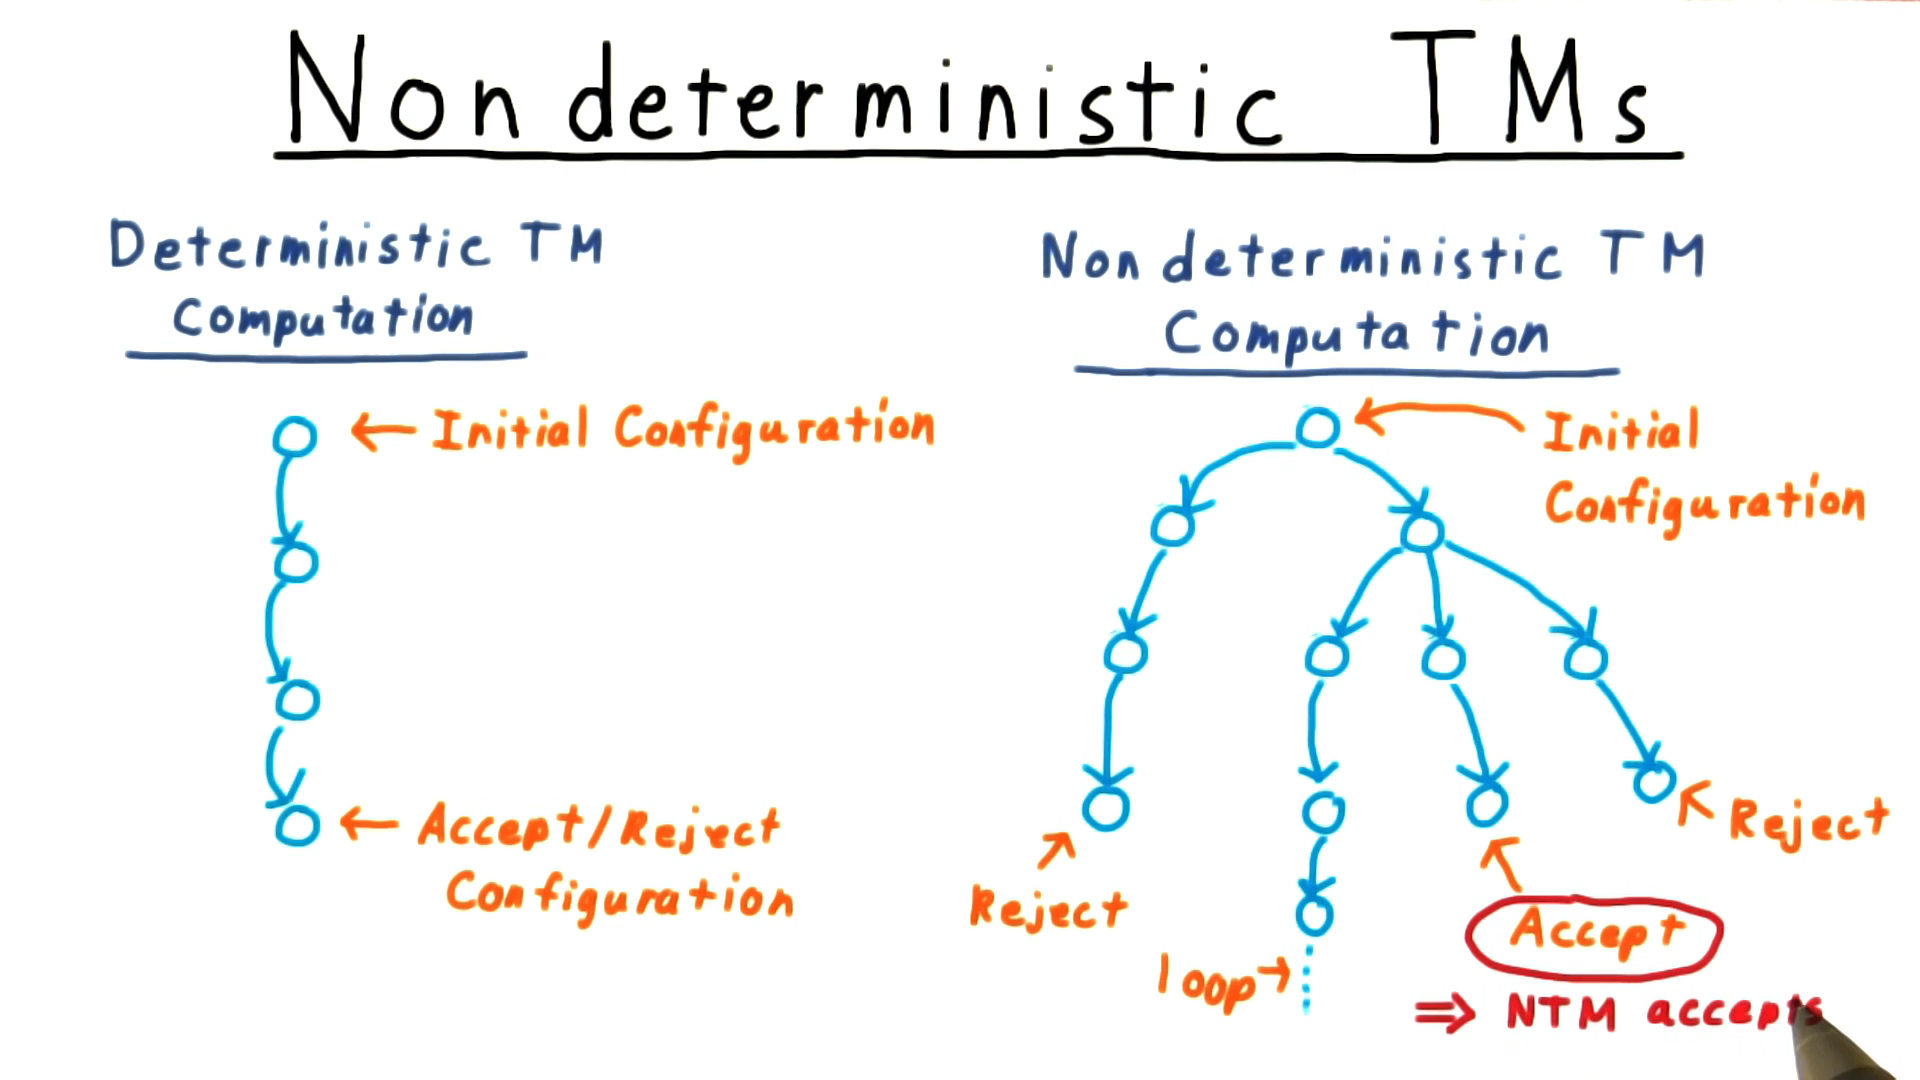 Nondeterministic TMs
Deterministic TM
Computation
← Initial Configuration
← Accept/Reject
Configuration
Nondeterministic TM
Computation
Initial
Configuration
Reject
loop→
Accept
Reject
⇒ NTM accepts